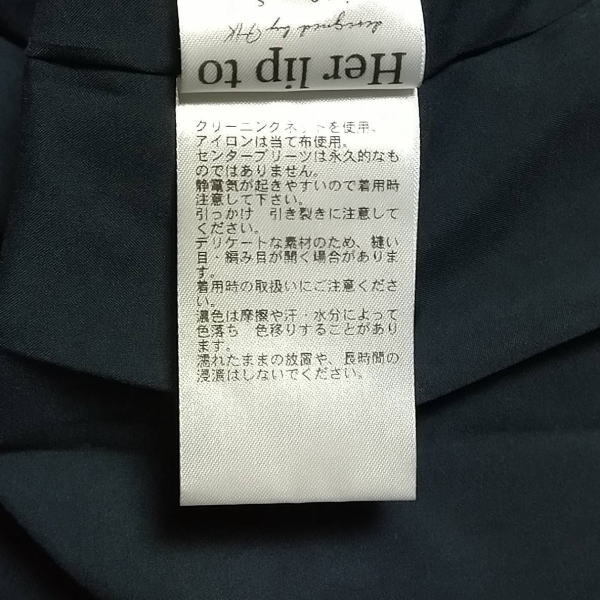 Her lip to
designed by MK
クリーニングネットを使用、
アイロンは当て布使用。
センタープリーツは永久的なも
のではありません。
静電気が起きやすいので着用時
注意して下さい。
引っかけ 引き裂きに注意して
ください。
デリケートな素材のため、縫い
目・編み目が開く場合がありま
す。
着用時の取扱いにご注意くださ
い。
濃色は摩擦や汗・水分によって
色落ち 色移りすることがあり
ます。
濡れたままの放置や、長時間の
浸漬はしないでください。